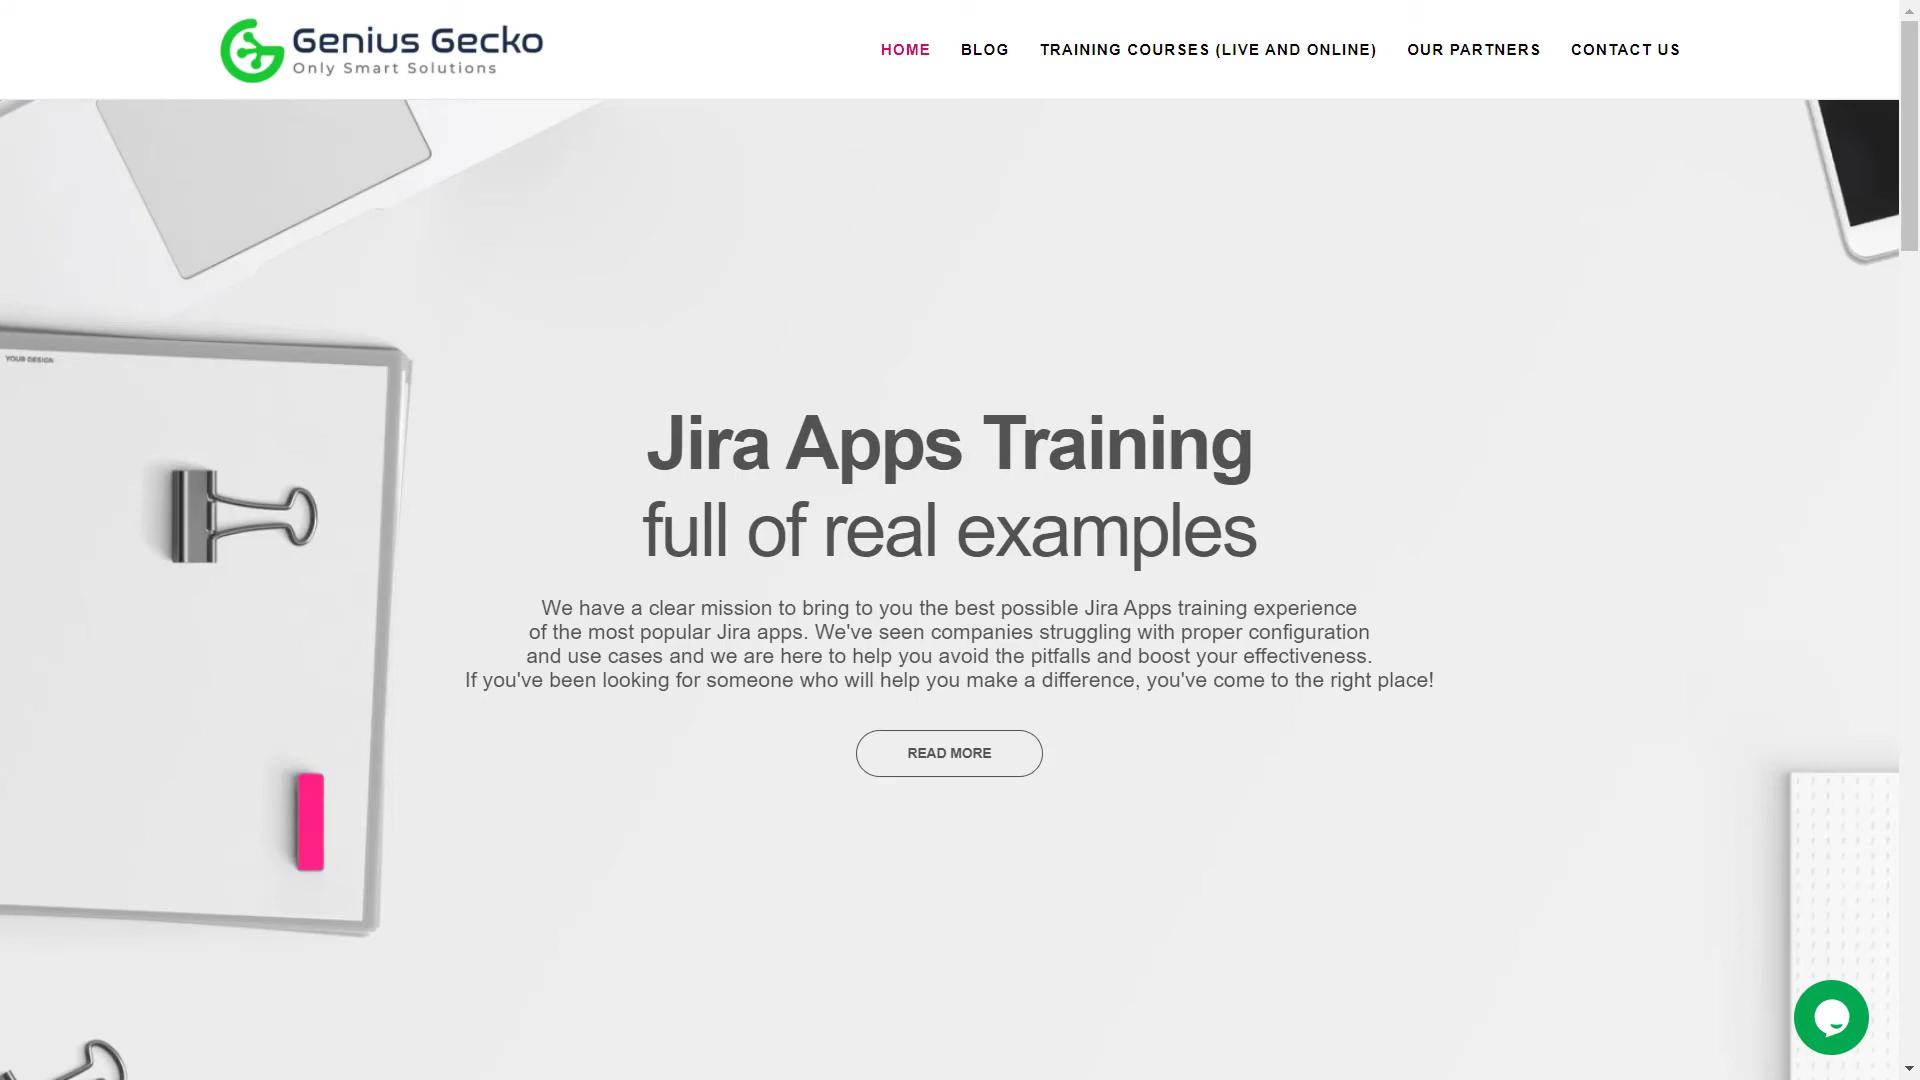 Genius Gecko
Only Smart Solutions
HOME
BLOG
TRAINING COURSES (LIVE AND ONLINE)
OUR PARTNERS
CONTACT US
YOUR DESIGN
Jira Apps Training
full of real examples
We have a clear mission to bring to you the best possible Jira Apps training experience
of the most popular Jira apps. We've seen companies struggling with proper configuration
and use cases and we are here to help you avoid the pitfalls and boost your effectiveness.
If you've been looking for someone who will help you make a difference, you've come to the right place!
READ MORE